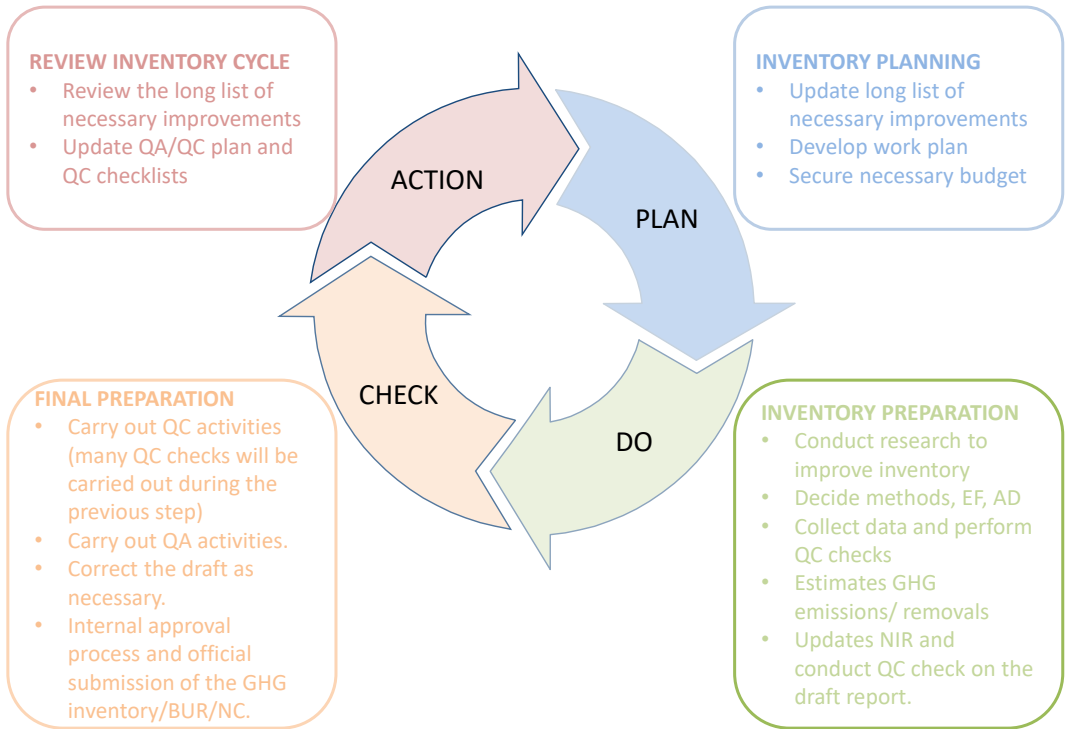 REVIEW INVENTORY CYCLE
• Review the long list of
necessary improvements
• Update QA/QC plan and
QC checklists
INVENTORY PLANNING
• Update long list of
necessary improvements
• Develop work plan
• Secure necessary budget
ACTION
PLAN
CHECK
DO
FINAL PREPARATION
• Carry out QC activities
(many QC checks will be
carried out during the
previous step)
• Carry out QA activities.
• Correct the draft as
necessary.
• Internal approval
process and official
submission of the GHG
inventory/BUR/NC.
INVENTORY PREPARATION
• Conduct research to
improve inventory
• Decide methods, EF, AD
• Collect data and perform
QC checks
• Estimates GHG
emissions/ removals
• Updates NIR and
conduct QC check on the
draft report.